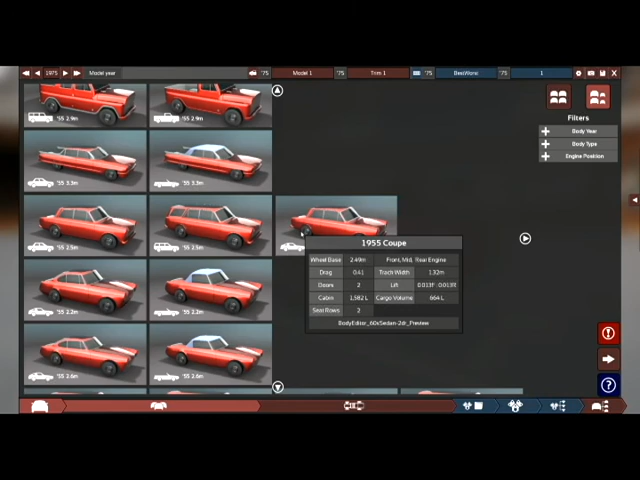 1975 Model year '75 Model 1 '75 Trim 1 '75 '75 1
'55 2.9m '55 2.9m
'55 3.3m '55 3.3m
'55 2.5m '55 2.5m
'55 2.2m '55 2.2m
'55 2.6m '55 2.6m
Filters
Body Year
Body Type
Engine Position
1955 Coupe
Wheel Base 2.49m Front, Mid, Rear Engine
Drag 0.41 Track Width 1.32m
Doors 2 Lift 0.013F, 0.013R
Cabin 1,582 L Cargo Volume 664 L
Seat Rows 2
BodyEditor_60sSedan-2dr_Preview